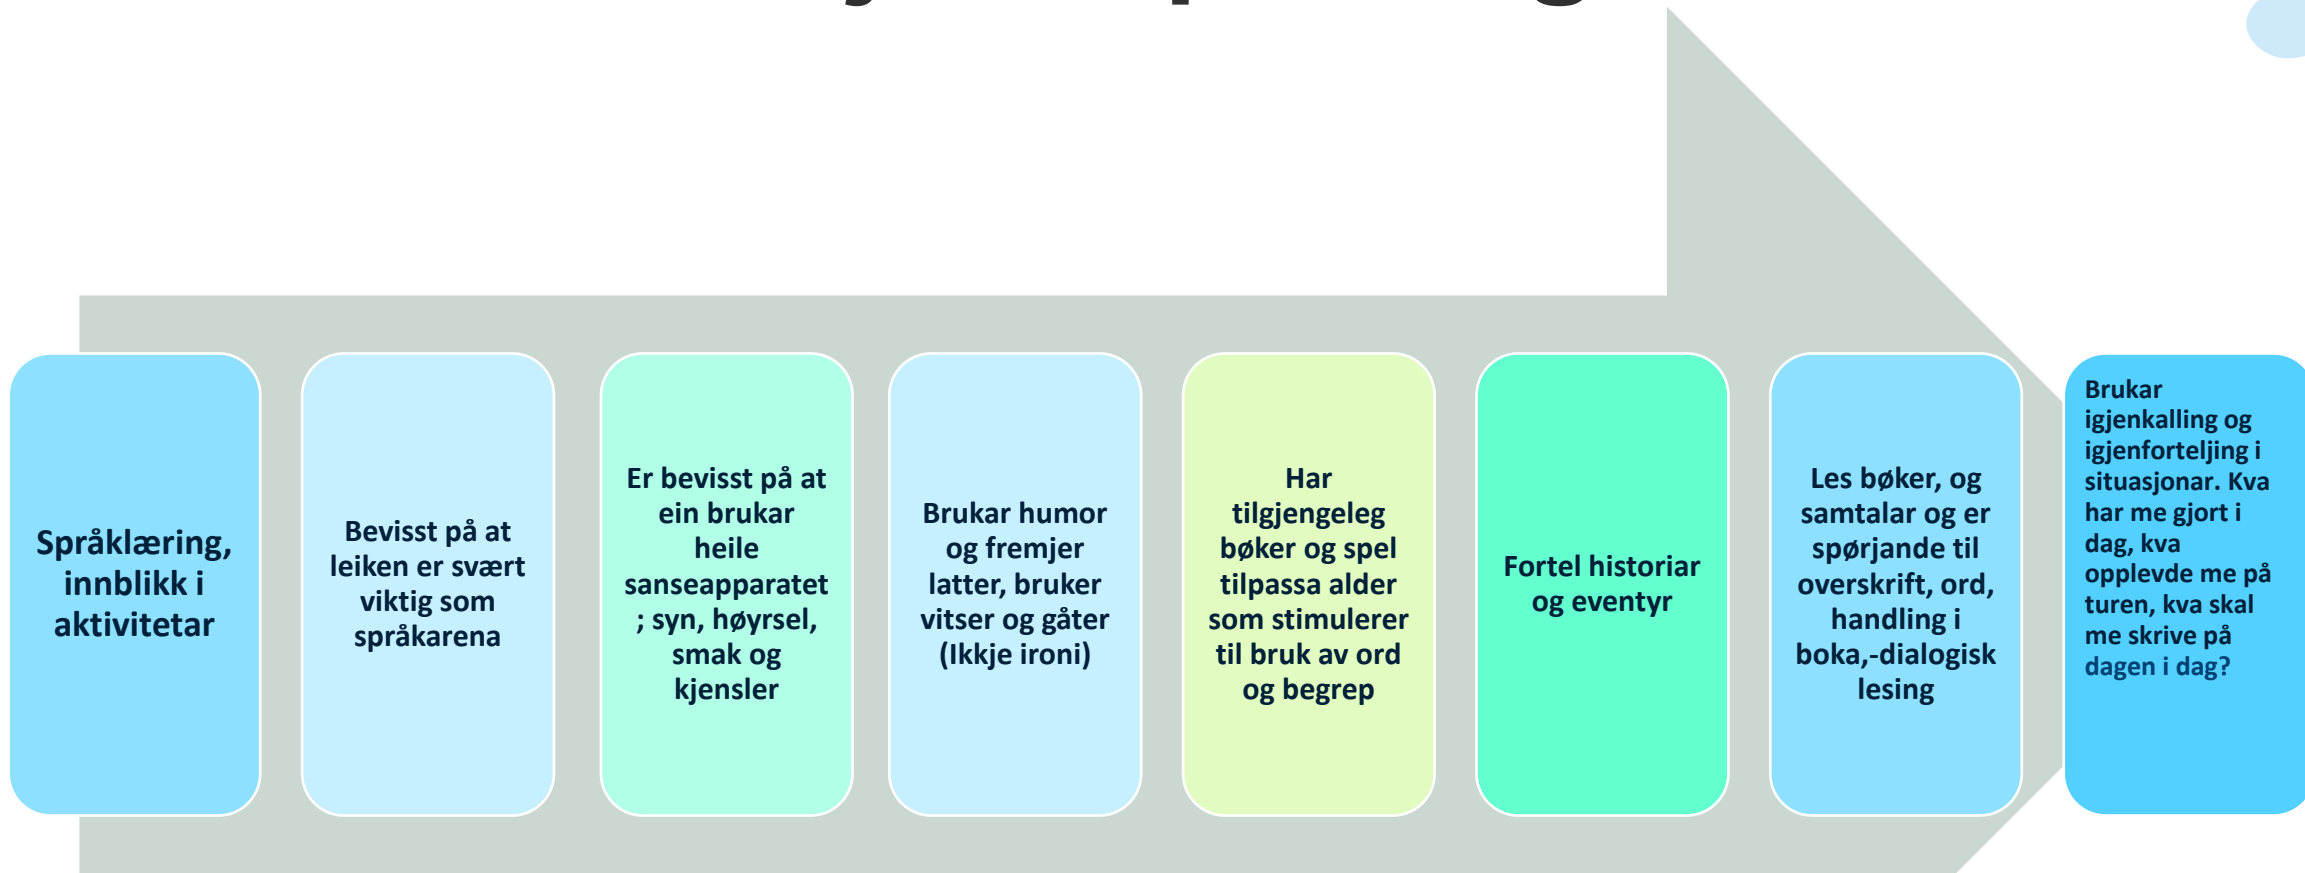 Språklæring,
innblikk i
aktivitetar
Bevisst på at
leiken er svært
viktig som
språkarena
Er bevisst på at
ein brukar
heile
sanseapparatet
; syn, høyrsel,
smak og
kjensler
Brukar humor
og fremjer
latter, bruker
vitser og gåter
(Ikkje ironi)
Har
tilgjengeleg
bøker og spel
tilpassa alder
som stimulerer
til bruk av ord
og begrep
Fortel historiar
og eventyr
Les bøker, og
samtalar og er
spørjande til
overskrift, ord,
handling i
boka,-dialogisk
lesing
Brukar
igjenkalling og
igjenforteljing i
situasjonar. Kva
har me gjort i
dag, kva
opplevde me på
turen, kva skal
me skrive på
dagen i dag?